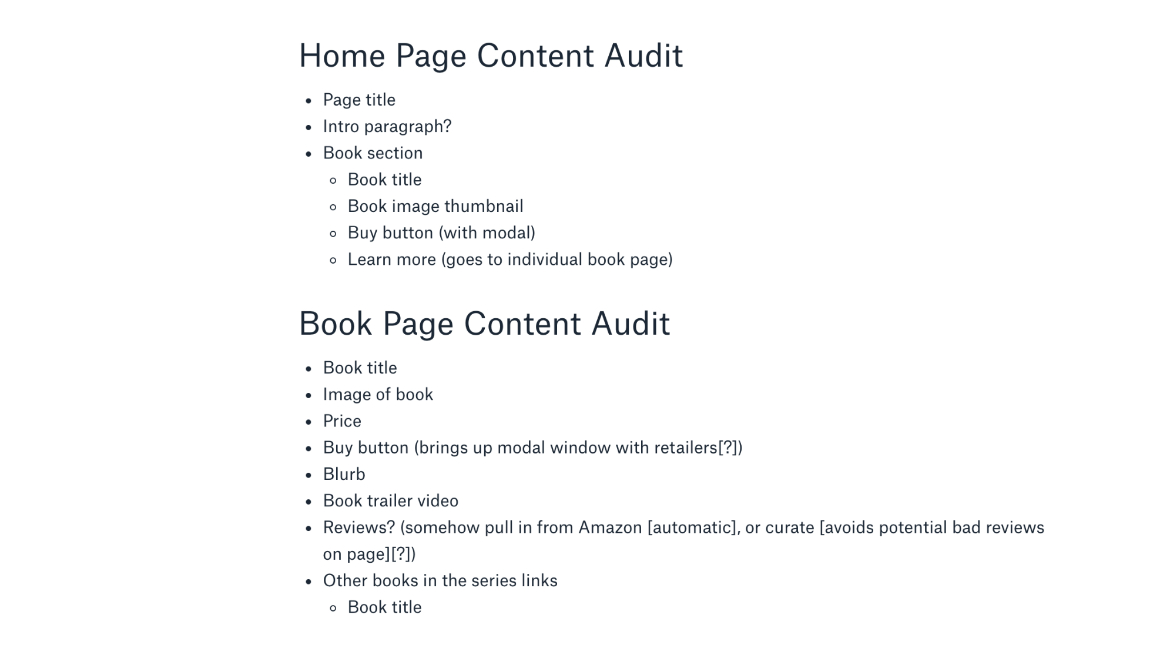 Home Page Content Audit
• Page title
• Intro paragraph?
• Book section
◦ Book title
◦ Book image thumbnail
◦ Buy button (with modal)
◦ Learn more (goes to individual book page)
Book Page Content Audit
• Book title
• Image of book
• Price
• Buy button (brings up modal window with retailers[?])
• Blurb
• Book trailer video
• Reviews? (somehow pull in from Amazon [automatic], or curate [avoids potential bad reviews
on page][?])
• Other books in the series links
◦ Book title